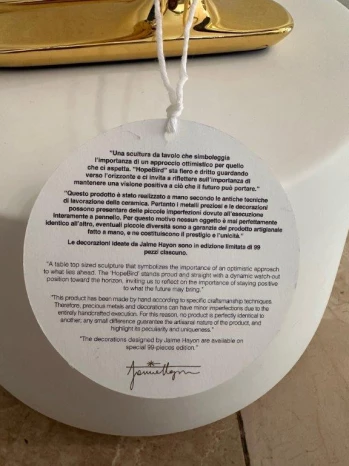 "Una scultura da tavolo che simboleggia
l'importanza di un approccio ottimistico per quello
che ci aspetta. "HopeBird" sta fiero e dritto guardando
verso l'orizzonte e ci invita a riflettere sull'importanza di
mantenere una visione positiva a ciò che il futuro può portare."
"Questo prodotto è stato realizzato a mano secondo le antiche tecniche
di lavorazione della ceramica. Pertanto i metalli preziosi e le decorazioni
possono presentare delle piccole imperfezioni dovute all'esecuzione
interamente a pennello. Per questo motivo nessun oggetto è mai perfettamente
identico all'altro, eventuali piccole diversità sono a garanzia del prodotto artigianale
fatto a mano, e ne costituiscono il prestigio e l'unicità."
Le decorazioni ideate da Jaime Hayon sono in edizione limitata di 99
pezzi ciascuno.
"A table top sized sculpture that symbolizes the importance of an optimistic approach
to what lies ahead. The 'HopeBird' stands proud and straight with a dynamic watch-out
position toward the horizon, inviting us to reflect on the importance of staying positive
to what the future may bring."
"This product has been made by hand according to specific craftmanship techniques.
Therefore, precious metals and decorations can have minor imperfections due to the
entirely handcrafted execution. For this reason, no product is perfectly identical to
another; any small difference guarantees the artisanal nature of the product, and
highlight its peculiarity and uniqueness."
"The decorations designed by Jaime Hayon are available on
special 99-pieces edition."